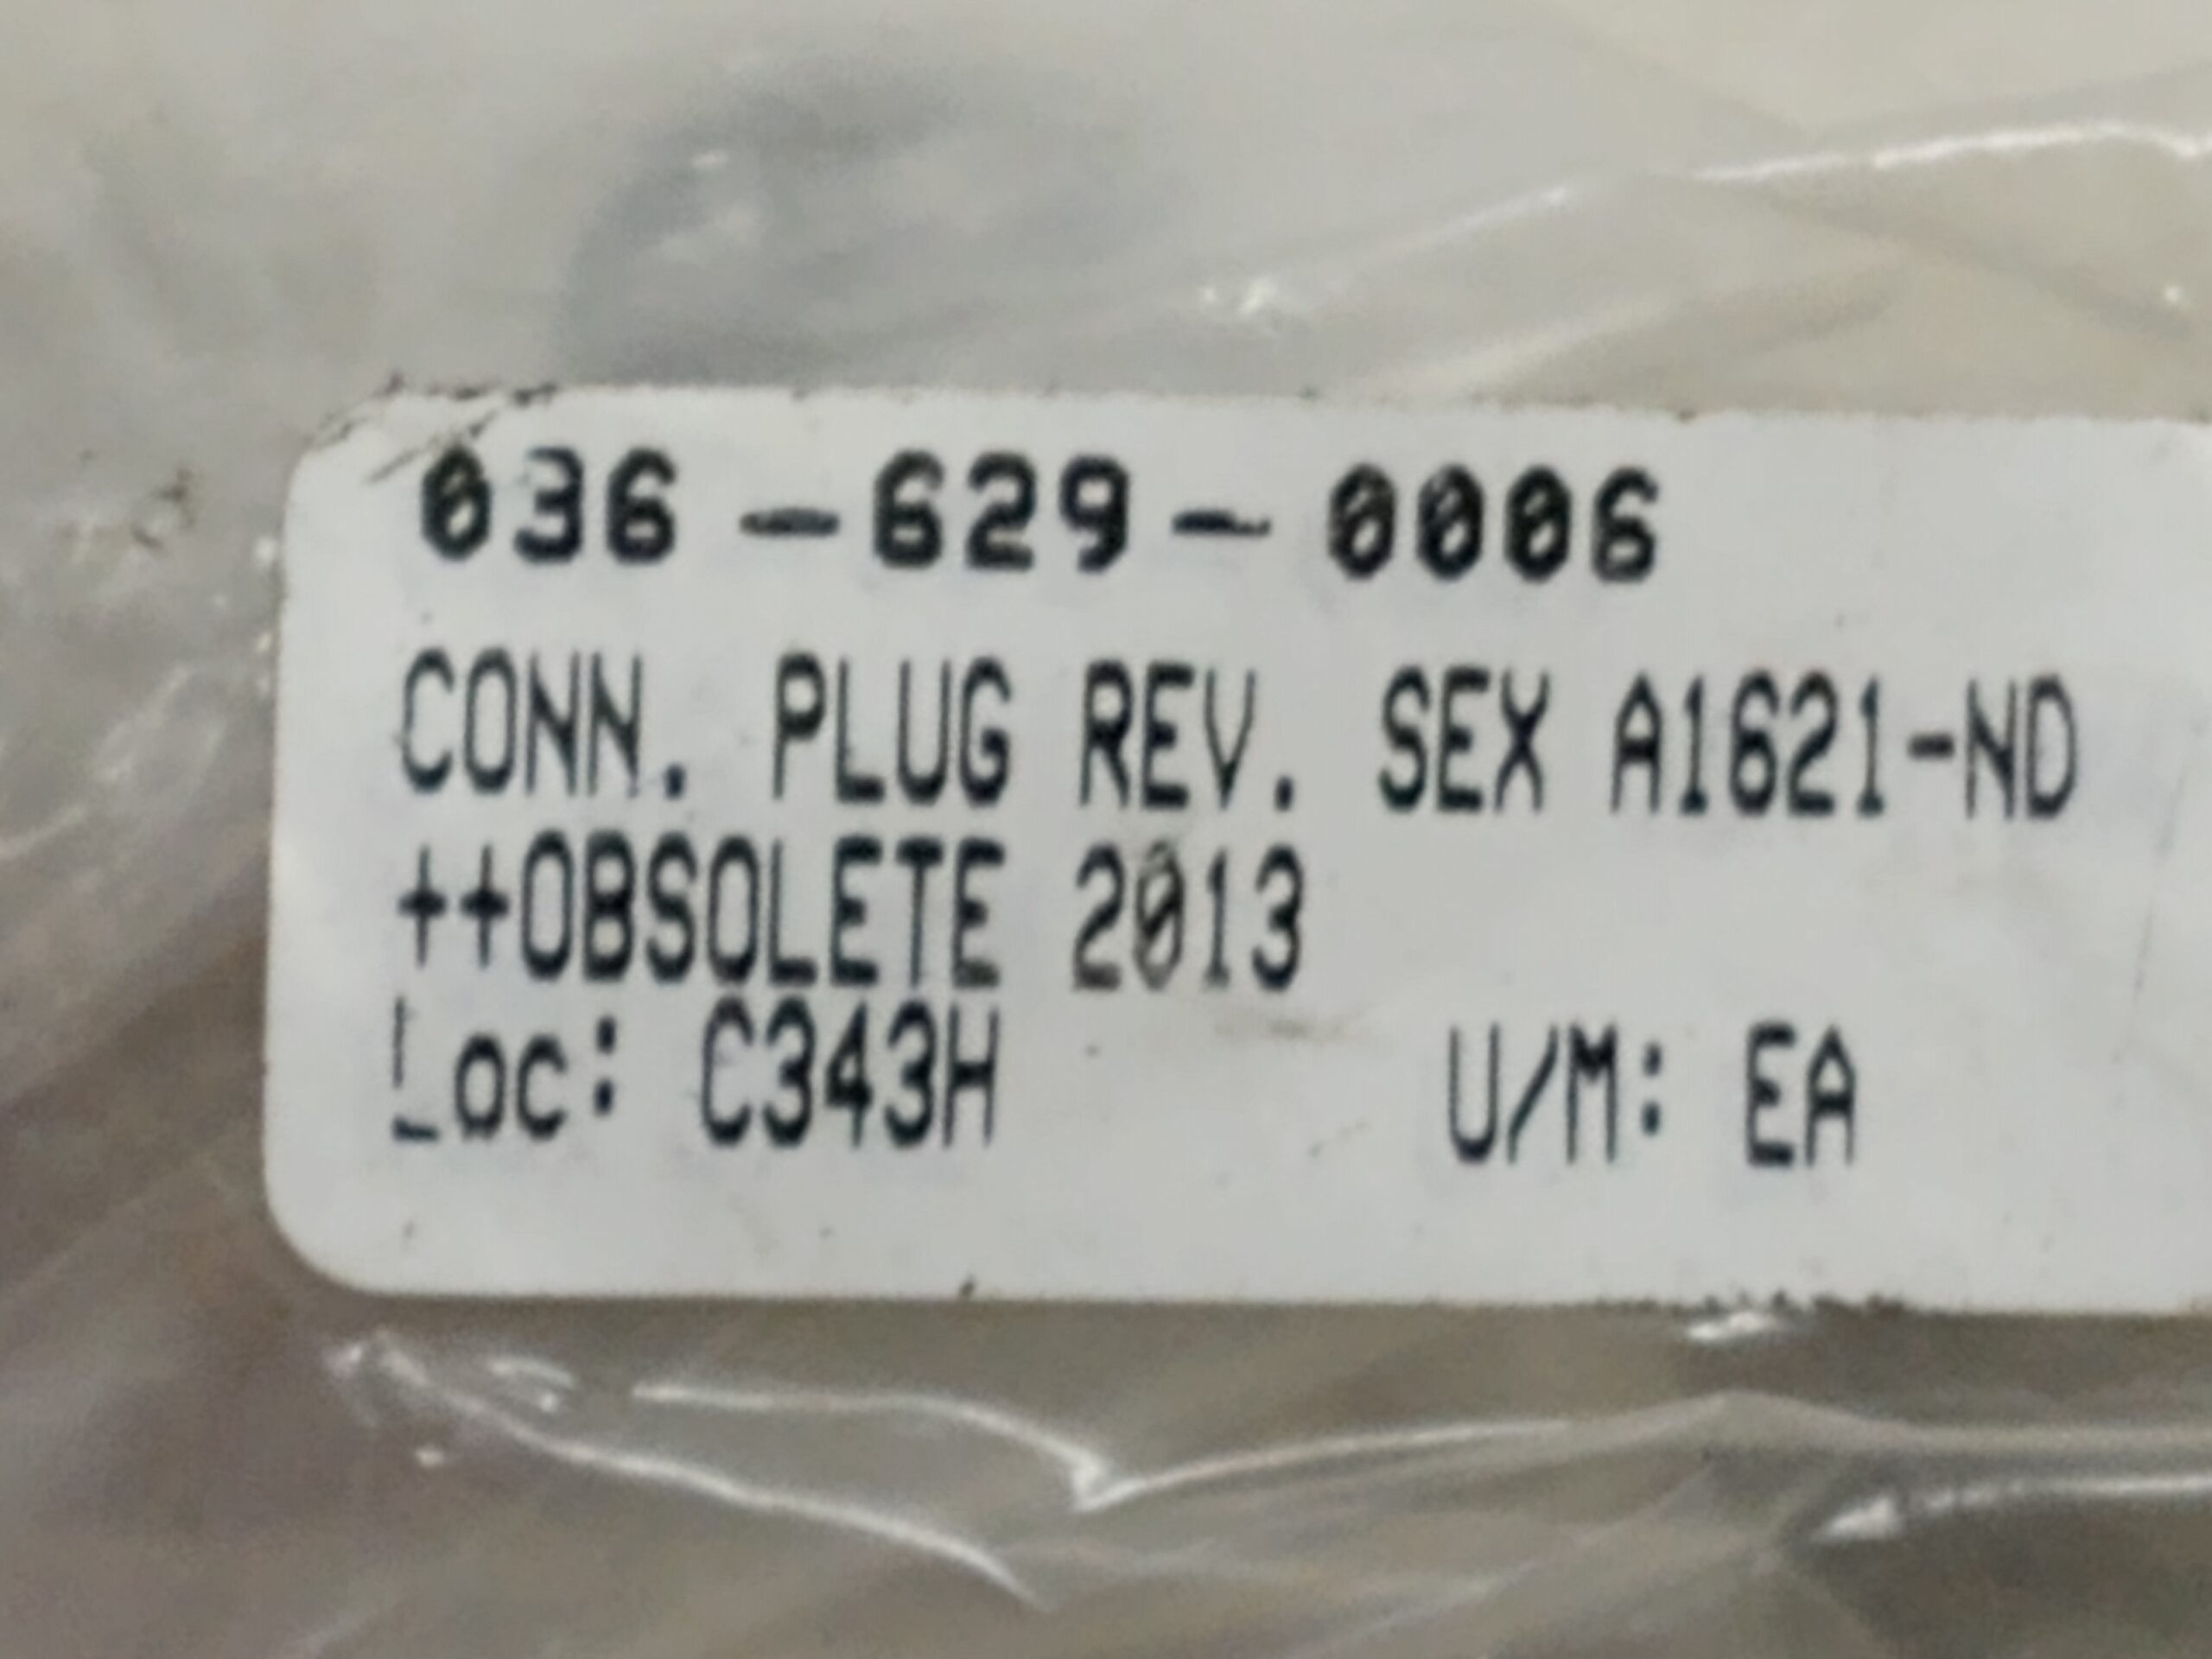 036-629-0006
CONN. PLUG REV. SEX A1621-ND
++OBSOLETE 2013
Loc: C343H U/M: EA